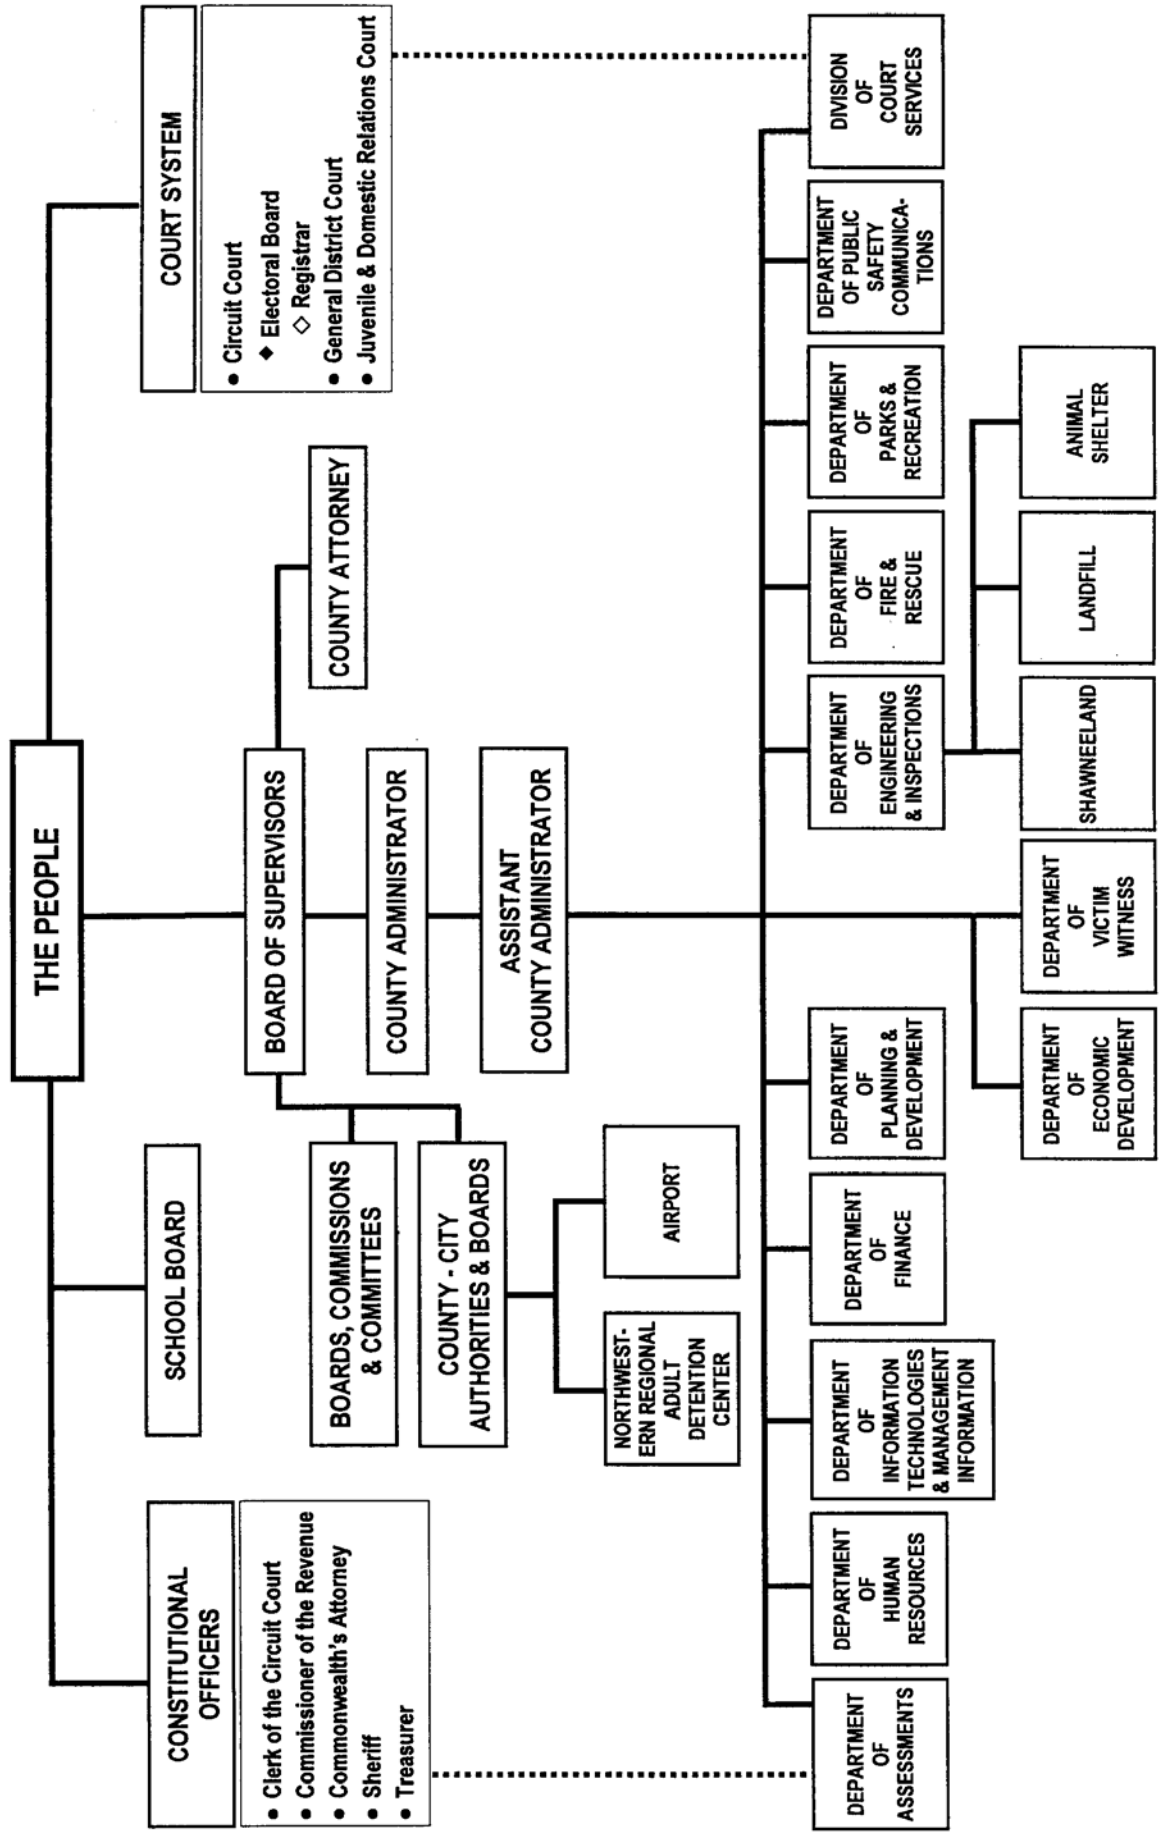 THE PEOPLE
CONSTITUTIONAL
OFFICERS
• Clerk of the Circuit Court
• Commissioner of the Revenue
• Commonwealth's Attorney
• Sheriff
• Treasurer
SCHOOL BOARD
BOARD OF SUPERVISORS
COURT SYSTEM
• Circuit Court
◆ Electoral Board
◇ Registrar
• General District Court
• Juvenile & Domestic Relations Court
COUNTY ATTORNEY
BOARDS, COMMISSIONS
& COMMITTEES
COUNTY - CITY
AUTHORITIES & BOARDS
COUNTY ADMINISTRATOR
ASSISTANT
COUNTY ADMINISTRATOR
NORTHWEST-
ERN REGIONAL
ADULT
DETENTION
CENTER
AIRPORT
DEPARTMENT
OF
ASSESSMENTS
DEPARTMENT
OF
HUMAN
RESOURCES
DEPARTMENT
OF
INFORMATION
TECHNOLOGIES
& MANAGEMENT
INFORMATION
DEPARTMENT
OF
FINANCE
DEPARTMENT
OF
PLANNING &
DEVELOPMENT
DEPARTMENT
OF
ENGINEERING
& INSPECTIONS
DEPARTMENT
OF
FIRE &
RESCUE
DEPARTMENT
OF
PARKS &
RECREATION
DEPARTMENT
OF PUBLIC
SAFETY
COMMUNICA-
TIONS
DIVISION
OF
COURT
SERVICES
DEPARTMENT
OF
ECONOMIC
DEVELOPMENT
DEPARTMENT
OF
VICTIM
WITNESS
SHAWNEELAND
LANDFILL
ANIMAL
SHELTER